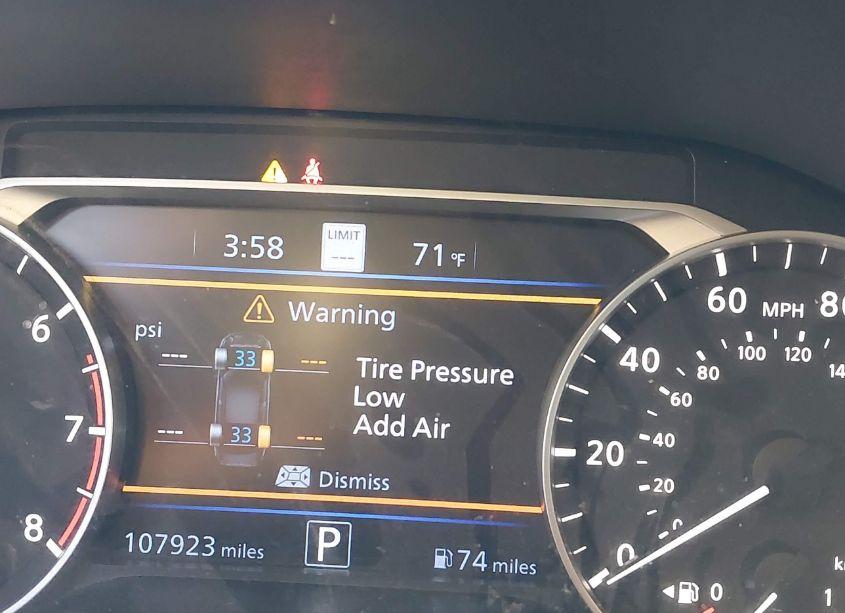 3:58 LIMIT --- 71 °F
Warning
psi
--- 33 ---
--- 33 ---
Tire Pressure
Low
Add Air
Dismiss
107923 miles P 74 miles
6
7
8
0 20 40 60 80
MPH
0 20 40 60 80 100 120
0